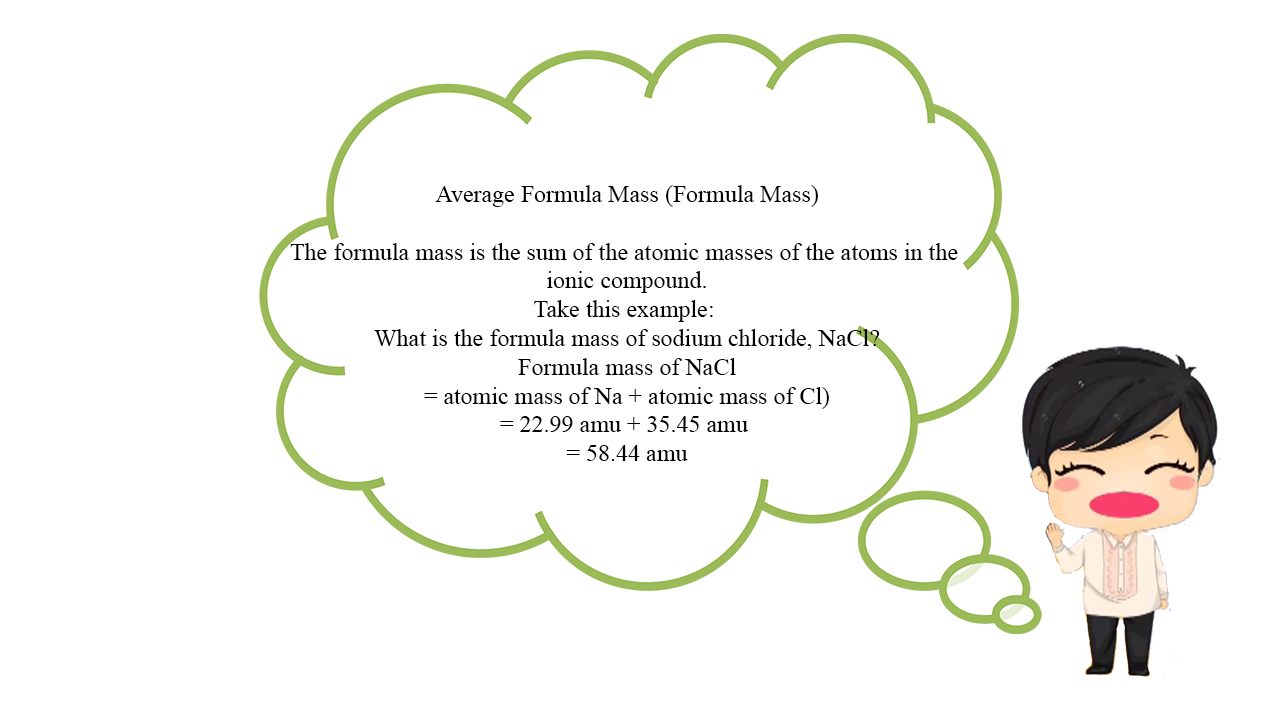 Average Formula Mass (Formula Mass)
The formula mass is the sum of the atomic masses of the atoms in the
ionic compound.
Take this example:
What is the formula mass of sodium chloride, NaCl?
Formula mass of NaCl
= atomic mass of Na + atomic mass of Cl)
= 22.99 amu + 35.45 amu
= 58.44 amu